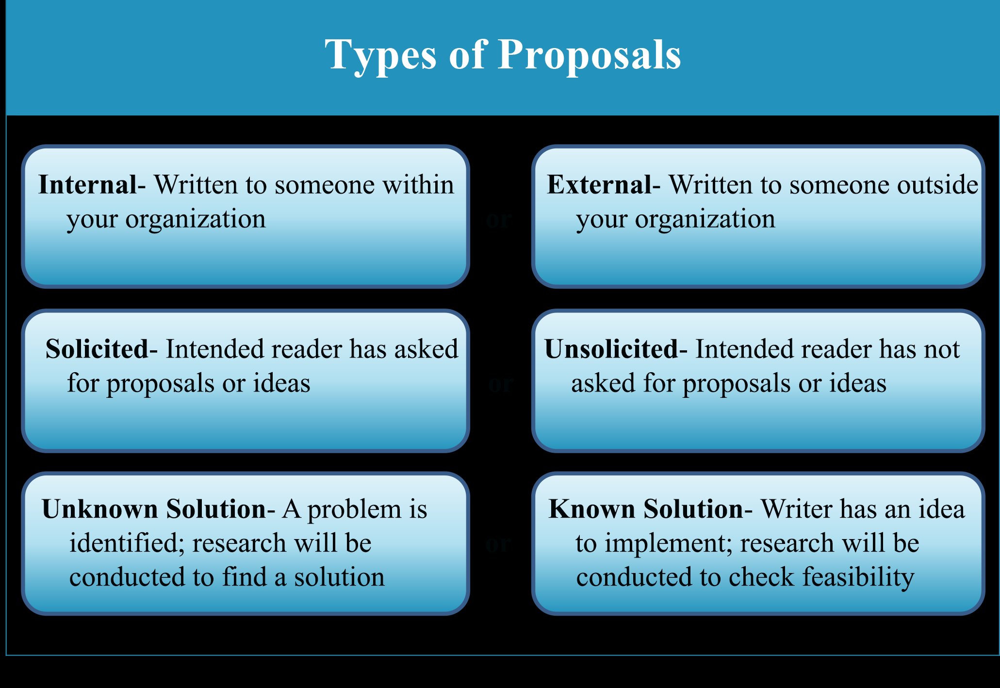 Types of Proposals
Internal- Written to someone within
your organization
or
External- Written to someone outside
your organization
Solicited- Intended reader has asked
for proposals or ideas
or
Unsolicited- Intended reader has not
asked for proposals or ideas
Unknown Solution- A problem is
identified; research will be
conducted to find a solution
or
Known Solution- Writer has an idea
to implement; research will be
conducted to check feasibility